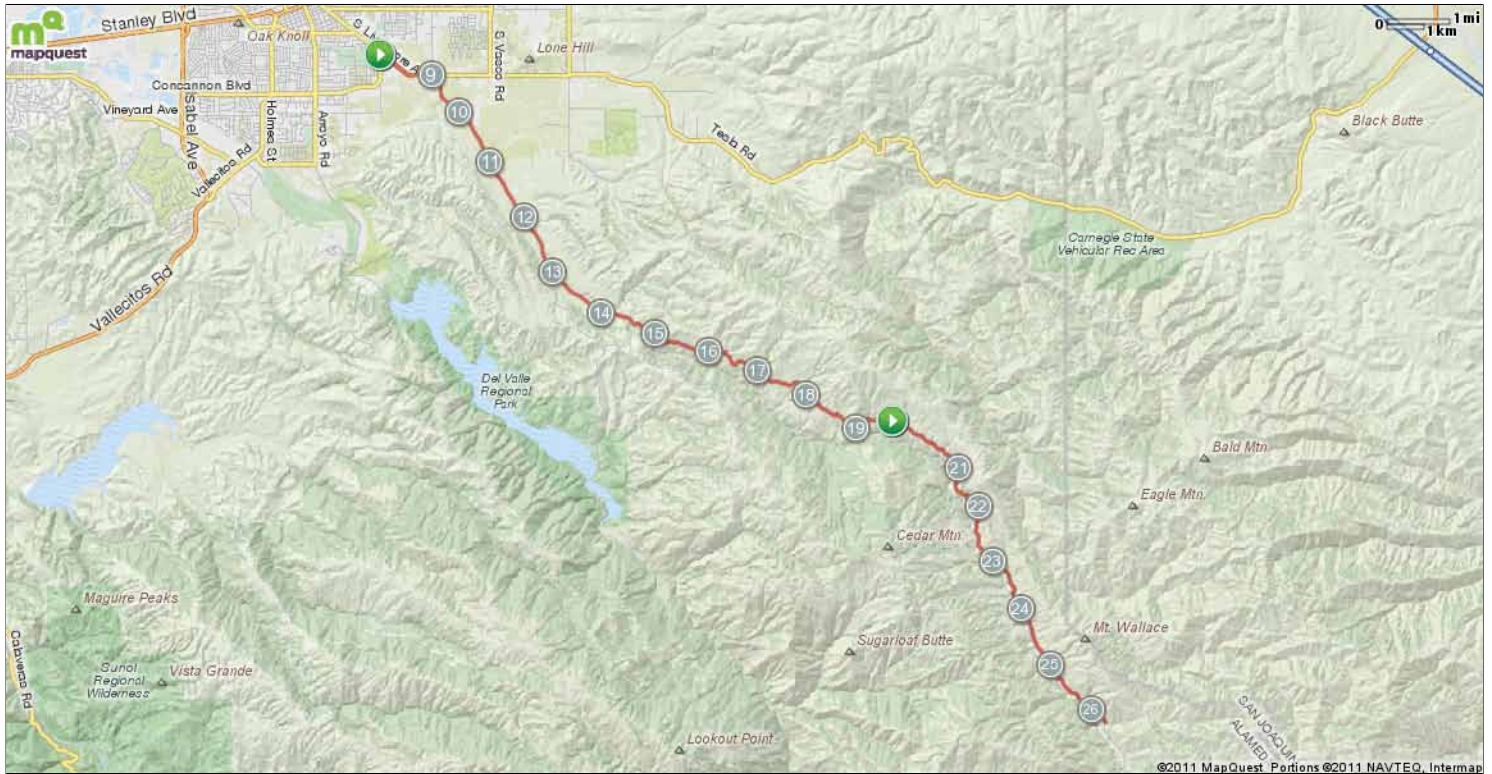 mapquest
Stanley Blvd
Oak Knoll
S Liv
ore A
S Vasco Rd
Lone Hill
0
1 mi
1 km
9
Concannon Blvd
Vineyard Ave
Isabel Ave
Holmes St
Arroyo Rd
Vallecitos Rd
10
11
Tesla Rd
Black Butte
12
Carnegie State
Vehicular Rec Area
13
Vallecitos Rd
14
15
16
17
18
19
Del Valle
Regional
Park
21
22
23
24
25
26
Bald Mtn.
Eagle Mtn.
Cedar Mtn.
Maguire Peaks
Mt. Wallace
Sugarloaf Butte
Calaveras Rd
Sunol
Regional
Wilderness
Vista Grande
Lookout Point
SAN JOAQUIN
ALAMED
©2011 MapQuest Portions ©2011 NAVTEQ, Intermap